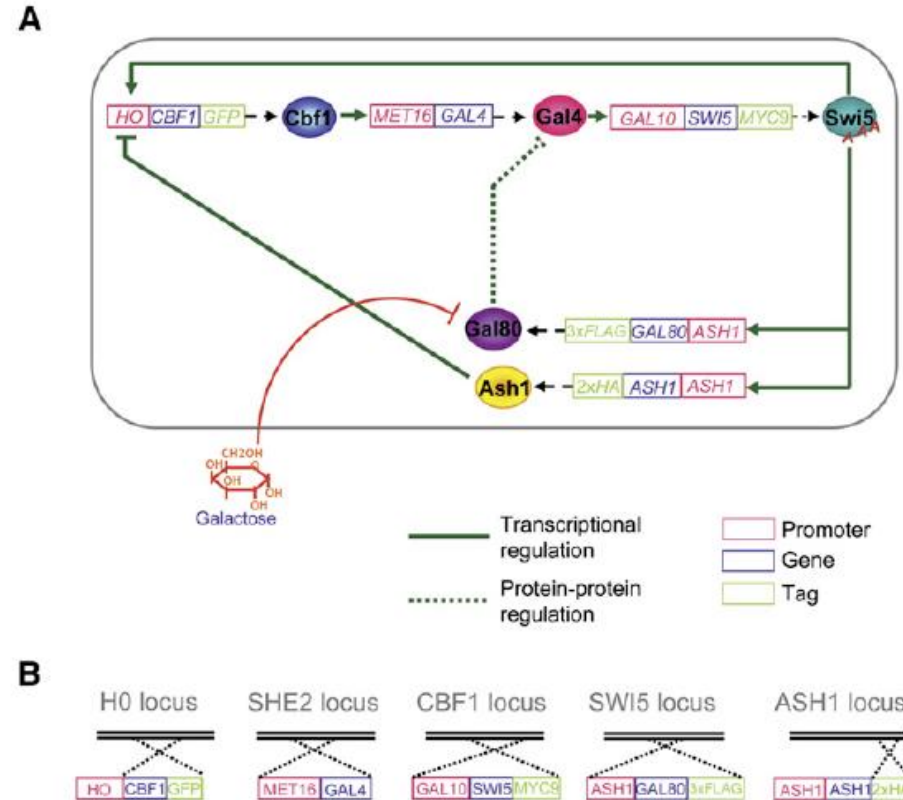 A
HO CBF1 GFP Cbf1 MET16 GAL4 Gal4 GAL10 SWI5 MYC9 Swi5
AAA
Gal80 3xFLAG GAL80 ASH1
Ash1 2xHA ASH1 ASH1
CH2OH
OH O
OH OH
OH
Galactose
Transcriptional
regulation
Protein-protein
regulation
Promoter
Gene
Tag
B
H0 locus SHE2 locus CBF1 locus SWI5 locus ASH1 locus
HO CBF1 GFP MET16 GAL4 GAL10 SWI5 MYC9 ASH1 GAL80 3xFLAG ASH1 ASH1 2xHA